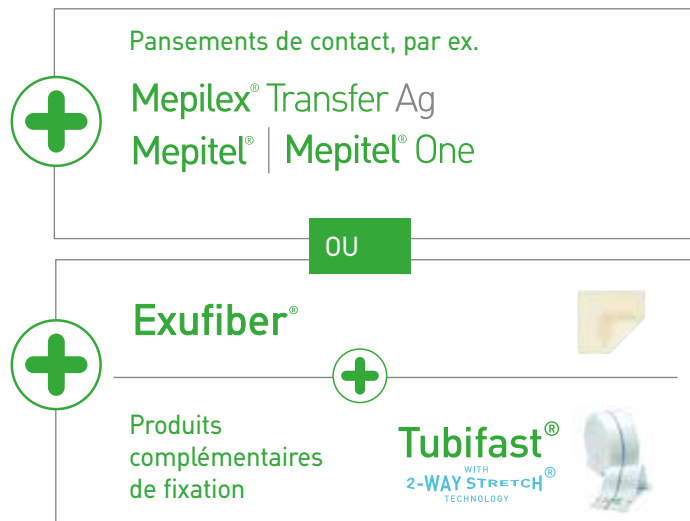 Pansements de contact, par ex.
Mepilex® Transfer Ag
Mepitel® | Mepitel® One
OU
Exufiber®
Produits
complémentaires
de fixation
Tubifast®
WITH
2-WAY STRETCH®
TECHNOLOGY